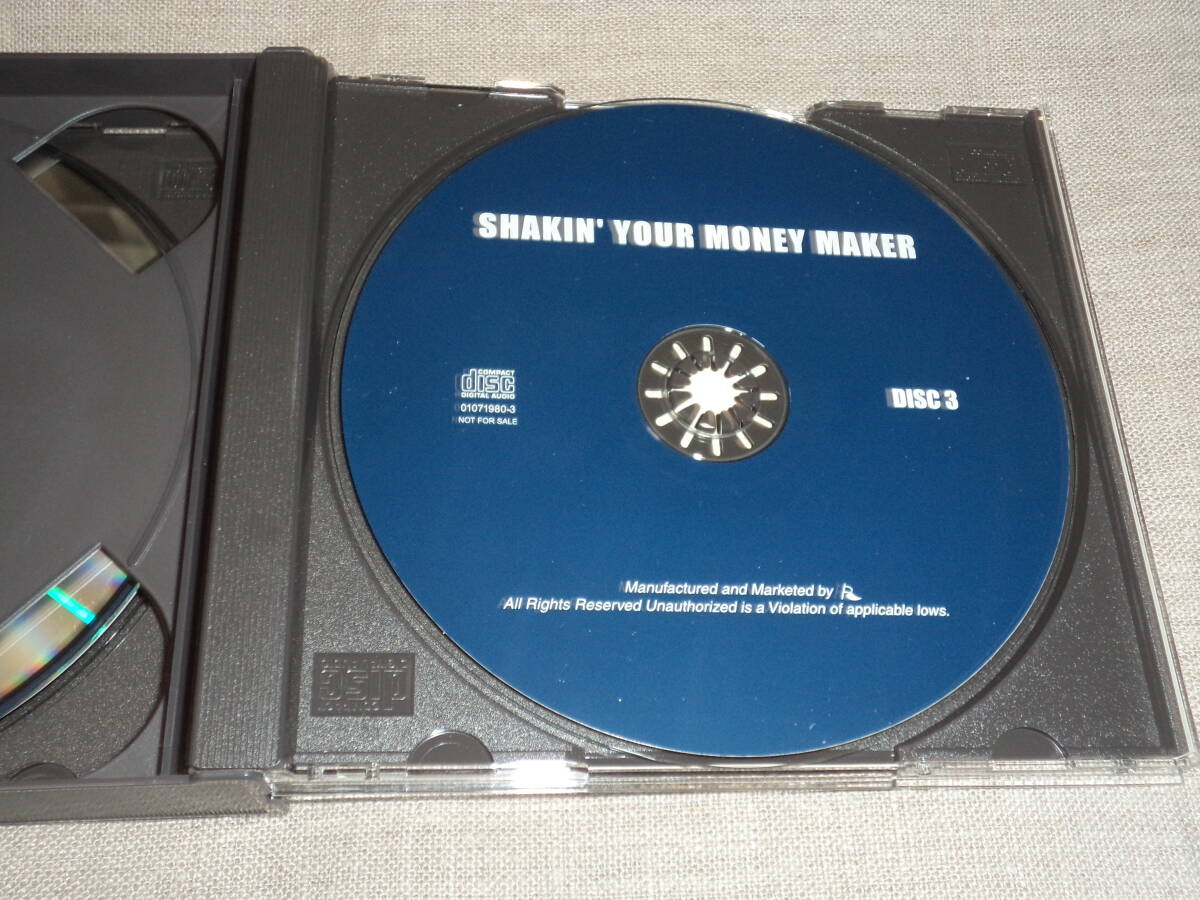 SHAKIN' YOUR MONEY MAKER
COMPACT
disc
DIGITAL AUDIO
01071980-3
NOT FOR SALE
DISC 3
Manufactured and Marketed by R
All Rights Reserved Unauthorized is a Violation of applicable lows.